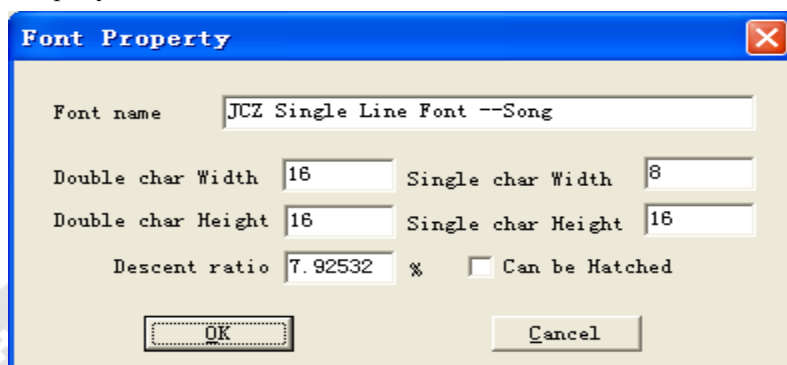 Font Property
Font name JCZ Single Line Font --Song
Double char Width 16 Single char Width 8
Double char Height 16 Single char Height 16
Descent ratio 7.92532 % Can be Hatched
OK Cancel